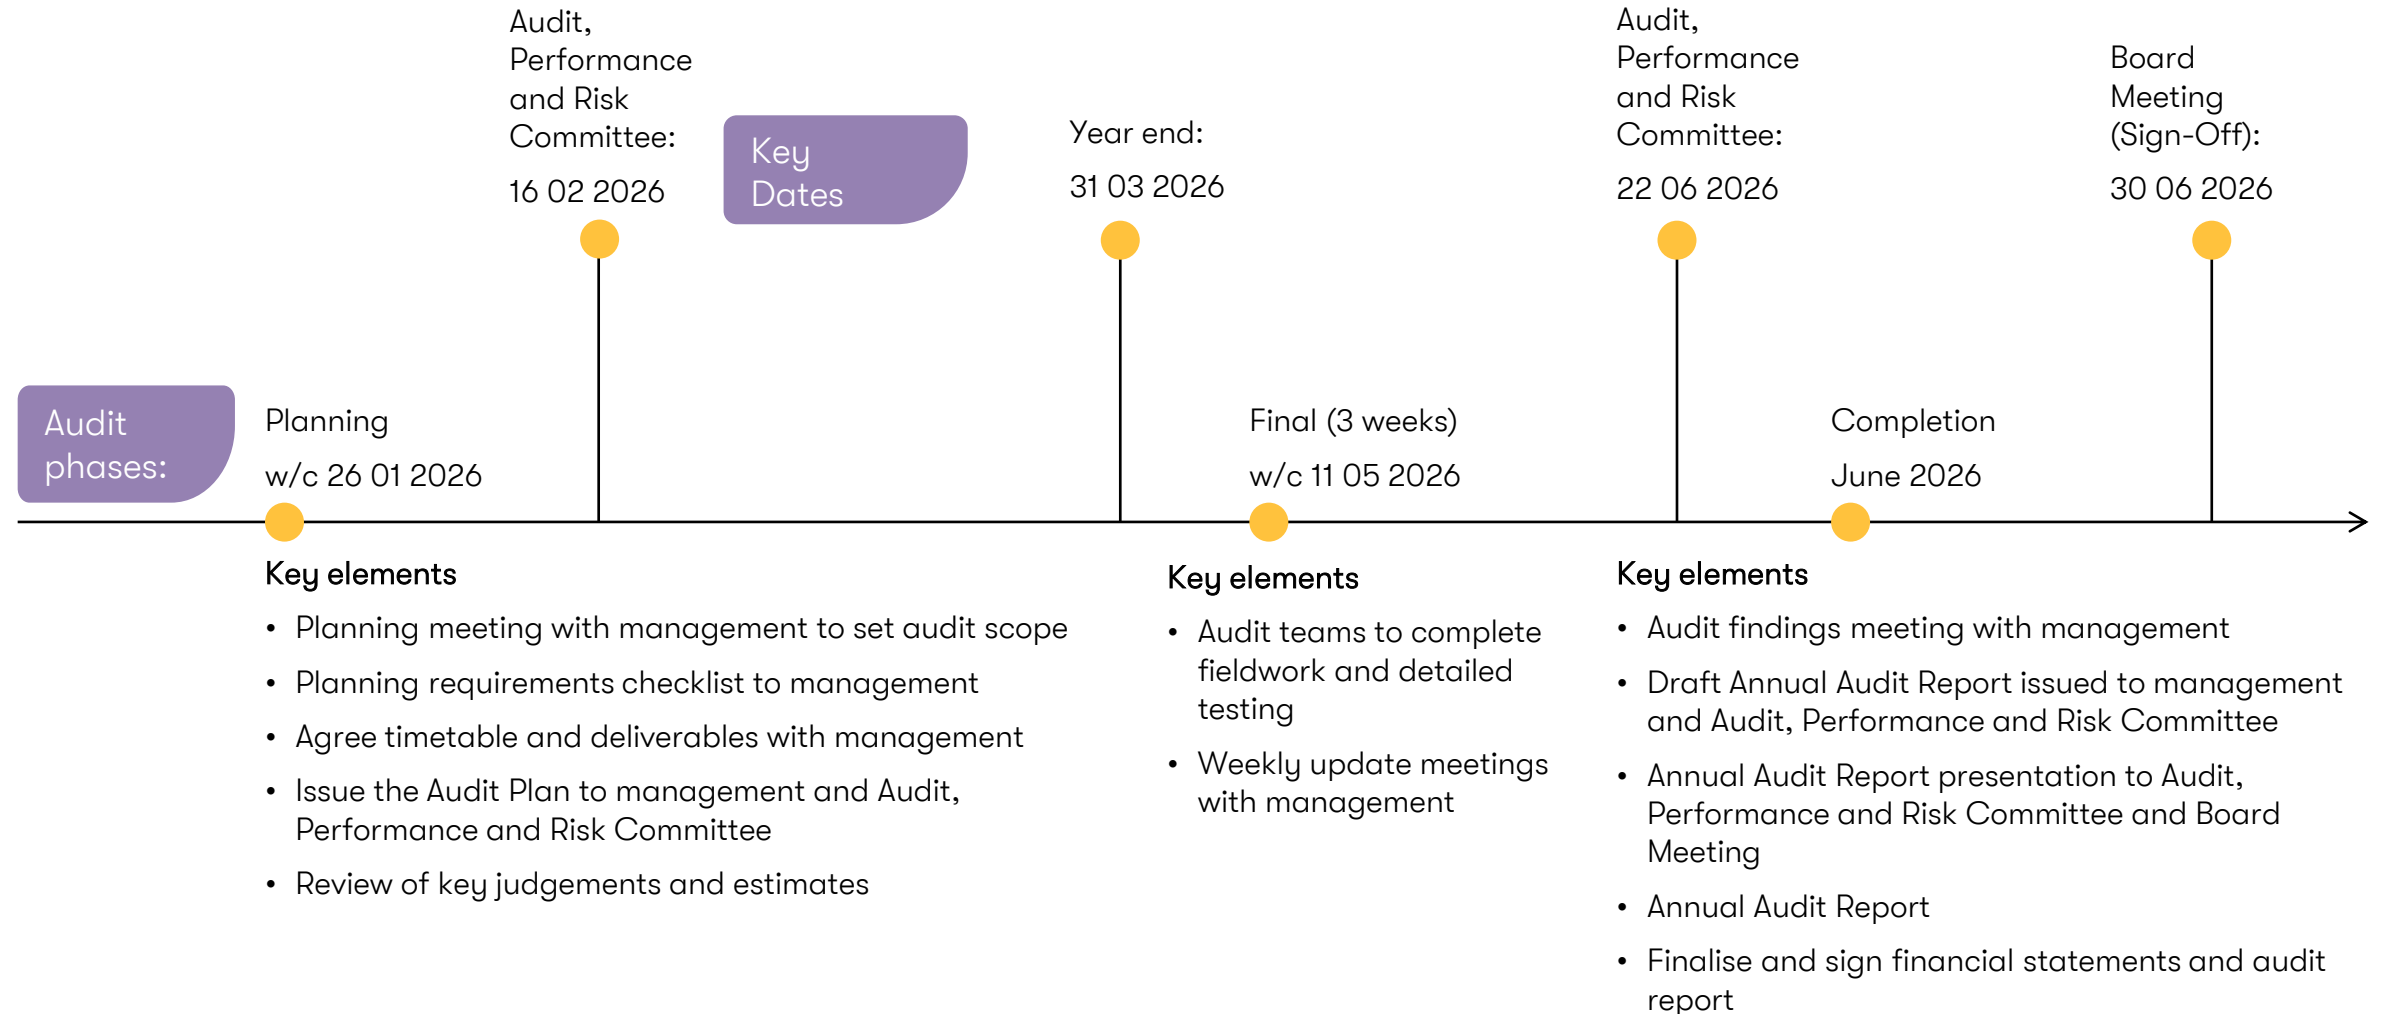 Audit,
Performance
and Risk
Committee:
16 02 2026
Key
Dates
Year end:
31 03 2026
Audit,
Performance
and Risk
Committee:
22 06 2026
Board
Meeting
(Sign-Off):
30 06 2026
Audit
phases:
Planning
w/c 26 01 2026
Final (3 weeks)
w/c 11 05 2026
Completion
June 2026
Key elements
• Planning meeting with management to set audit scope
• Planning requirements checklist to management
• Agree timetable and deliverables with management
• Issue the Audit Plan to management and Audit,
Performance and Risk Committee
• Review of key judgements and estimates
Key elements
• Audit teams to complete
fieldwork and detailed
testing
• Weekly update meetings
with management
Key elements
• Audit findings meeting with management
• Draft Annual Audit Report issued to management
and Audit, Performance and Risk Committee
• Annual Audit Report presentation to Audit,
Performance and Risk Committee and Board
Meeting
• Annual Audit Report
• Finalise and sign financial statements and audit
report